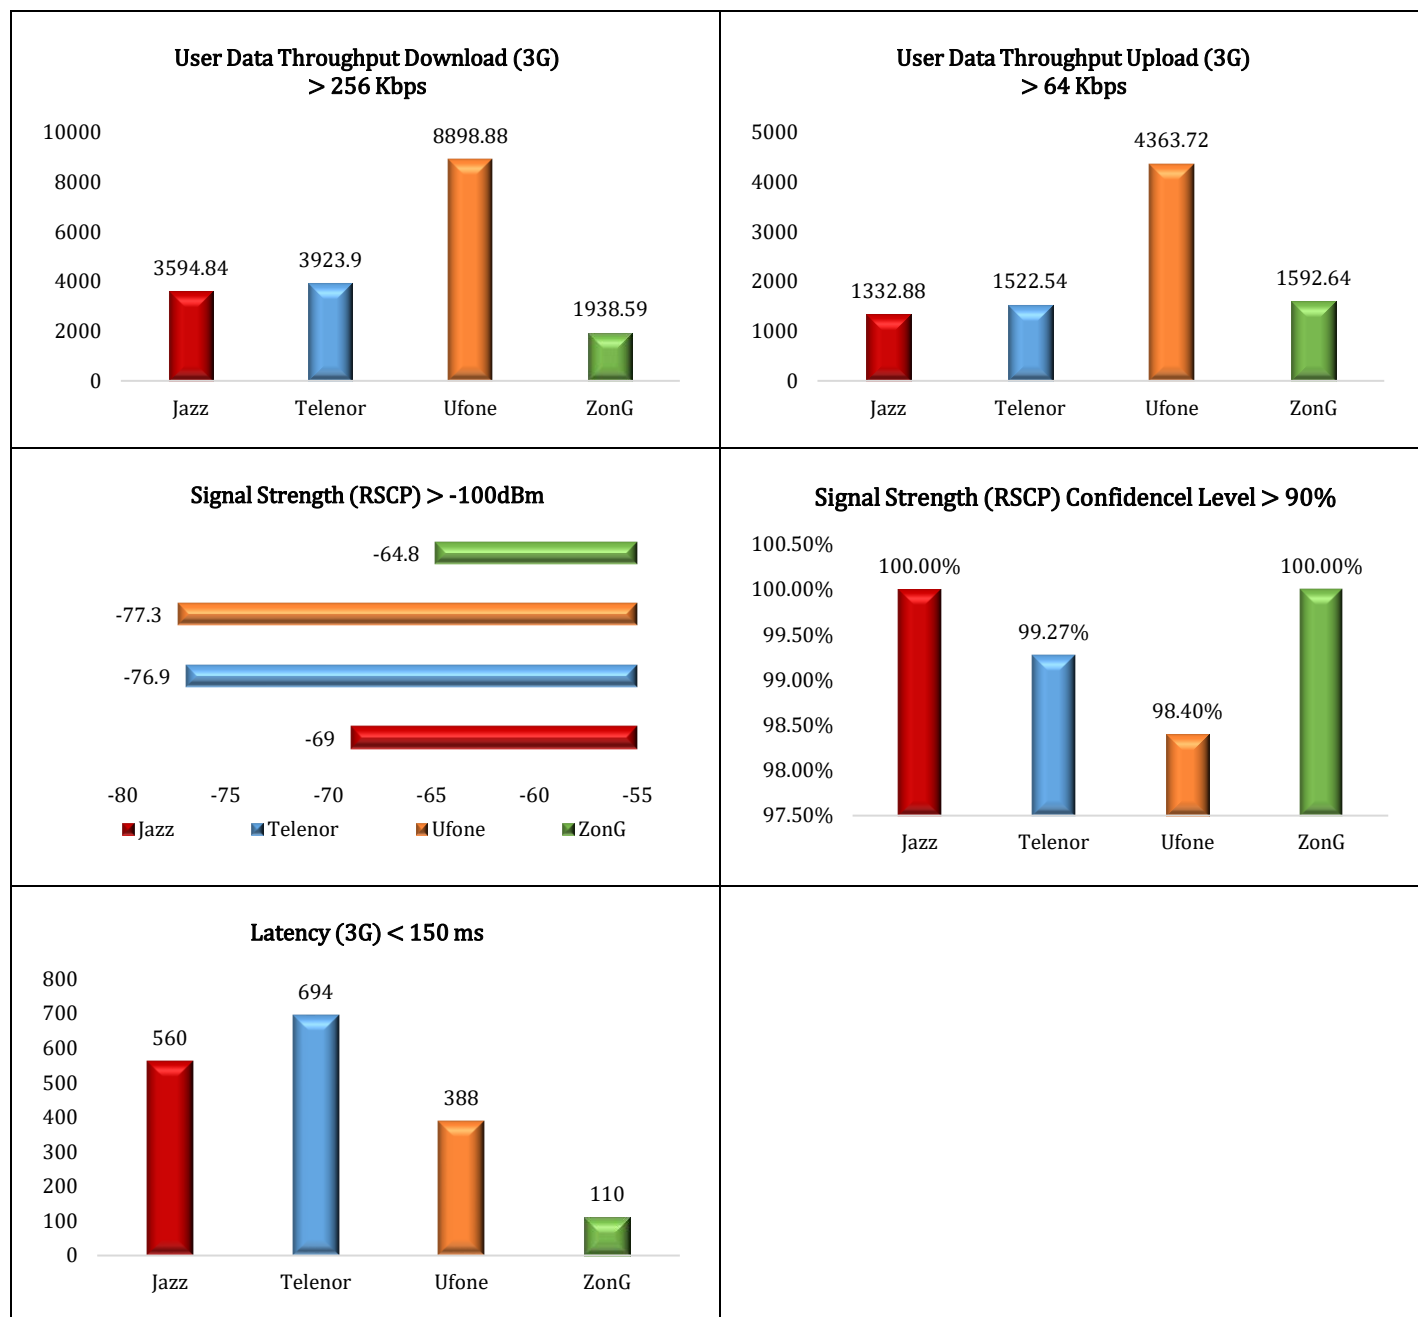 User Data Throughput Download (3G)
> 256 Kbps
10000
8000
6000
4000
2000
0
3594.84
3923.9
8898.88
1938.59
Jazz
Telenor
Ufone
ZonG
User Data Throughput Upload (3G)
> 64 Kbps
5000
4000
3000
2000
1000
0
1332.88
1522.54
4363.72
1592.64
Jazz
Telenor
Ufone
ZonG
Signal Strength (RSCP) > -100dBm
-64.8
-77.3
-76.9
-69
-80
-75
-70
-65
-60
-55
Jazz
Telenor
Ufone
ZonG
Signal Strength (RSCP) Confidencel Level > 90%
100.50%
100.00%
99.50%
99.00%
98.50%
98.00%
97.50%
100.00%
99.27%
98.40%
100.00%
Jazz
Telenor
Ufone
ZonG
Latency (3G) < 150 ms
800
700
600
500
400
300
200
100
0
560
694
388
110
Jazz
Telenor
Ufone
ZonG